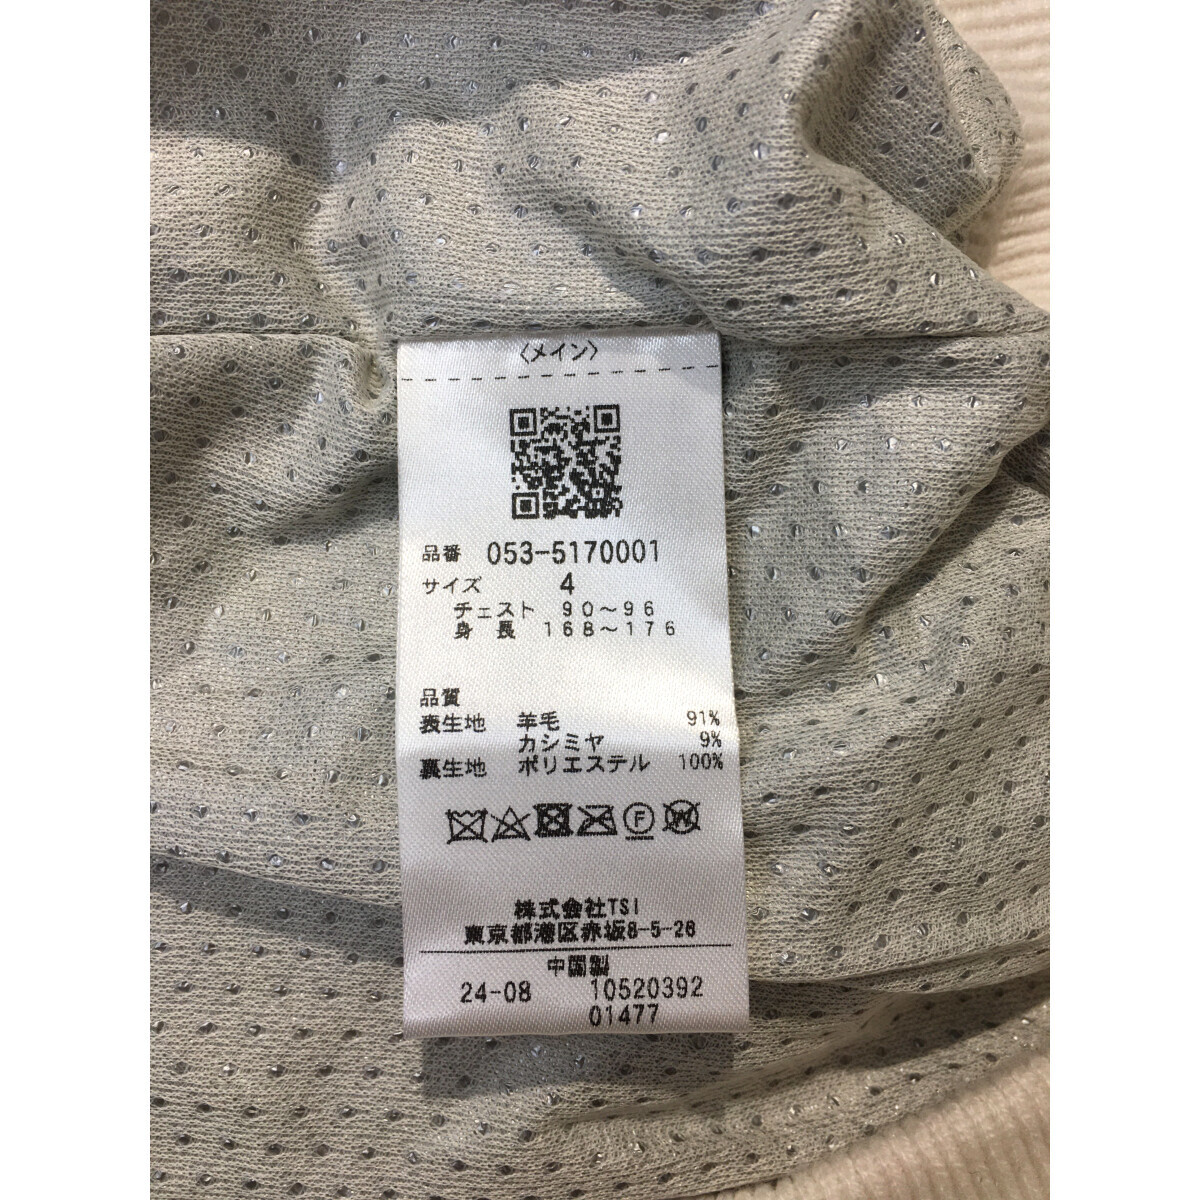 〈メイン〉
品番 053-5170001
サイズ 4
チェスト 90～96
身 長 168～176
品質
表生地 羊毛 91%
カシミヤ 9%
裏生地 ポリエステル 100%
F
W
株式会社TSI
東京都港区赤坂8-5-26
中国製
24-08 10520392
01477